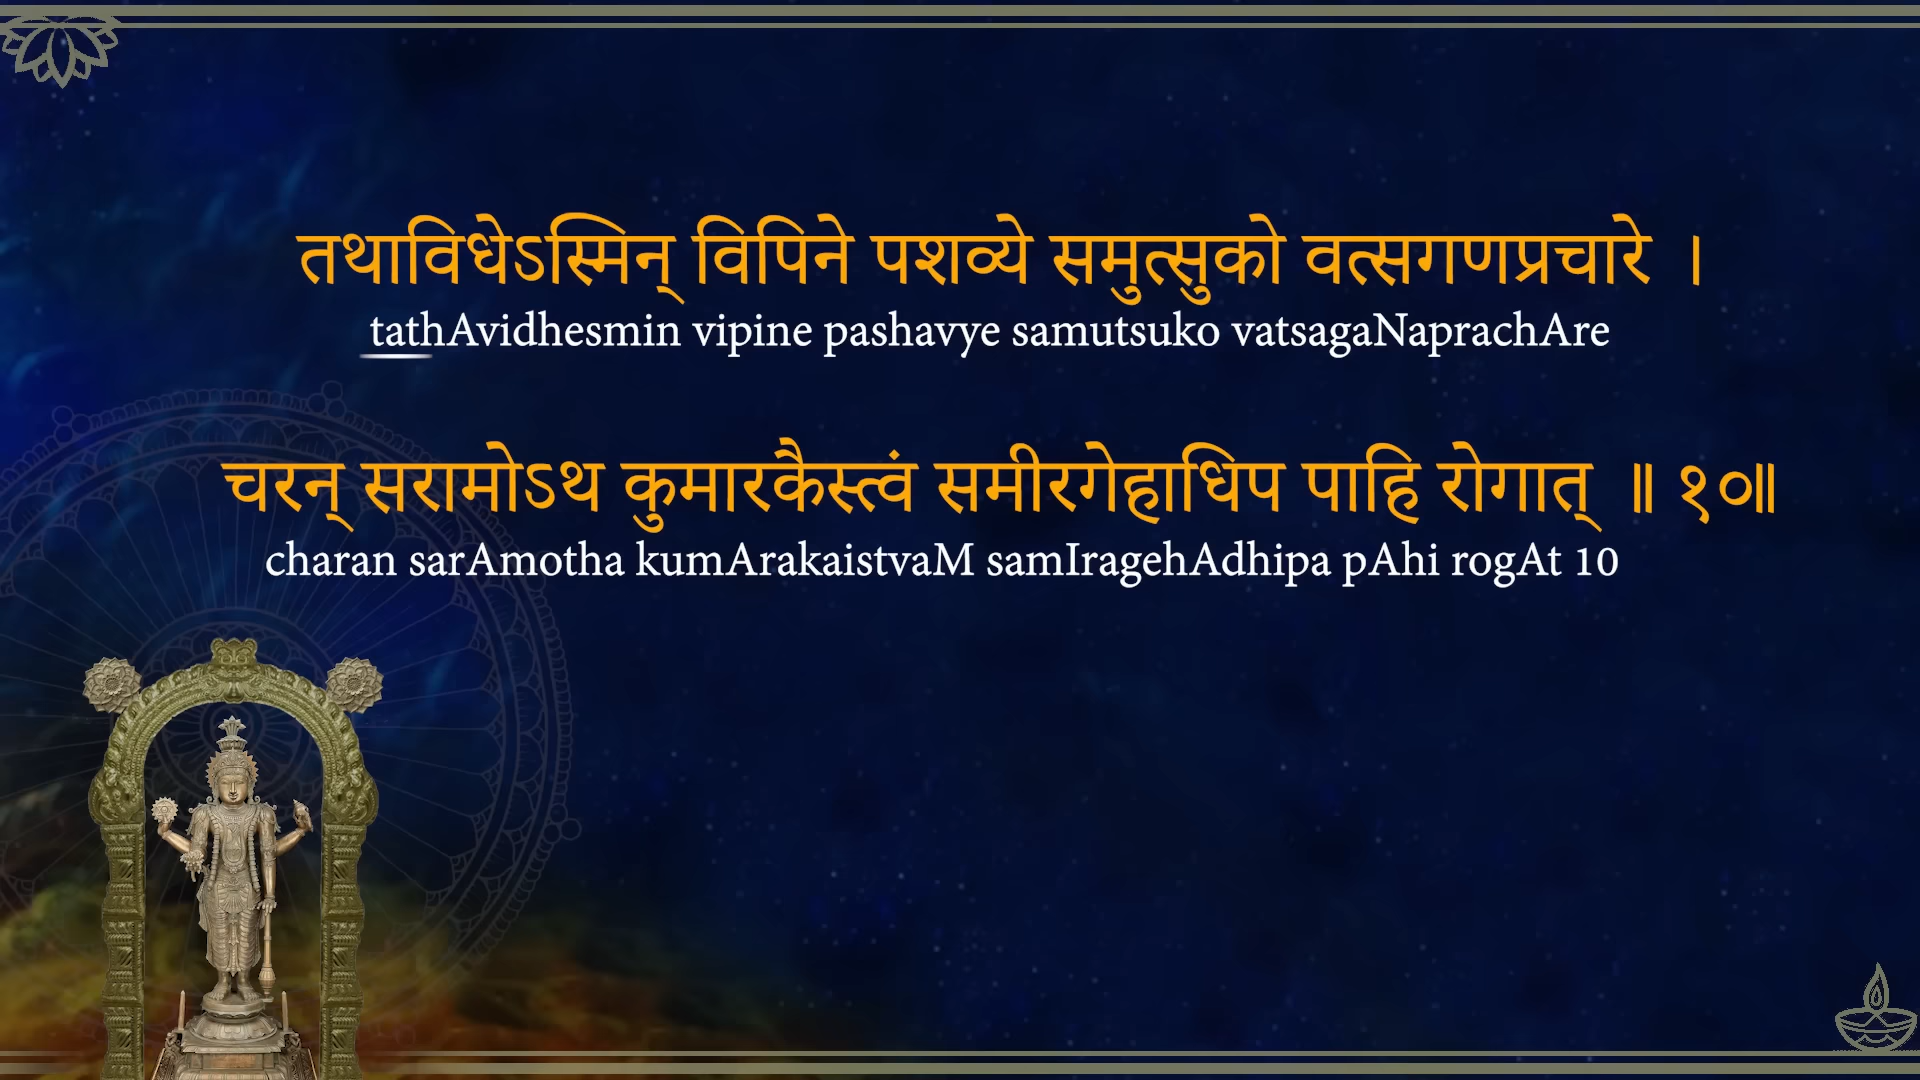 तथाविधेऽस्मिन् विपिने पशव्ये समुत्सुको वत्सगणप्रचारे ।
tathAvidhesmin vipine pashavye samutsuko vatsagaNaprachAre
चरन् सरामोऽथ कुमारकैस्त्वं समीरगेहाधिप पाहि रोगात् ॥ १०॥
charan sarAmotha kumArakaistvaM samIragehAdhipa pAhi rogAt 10